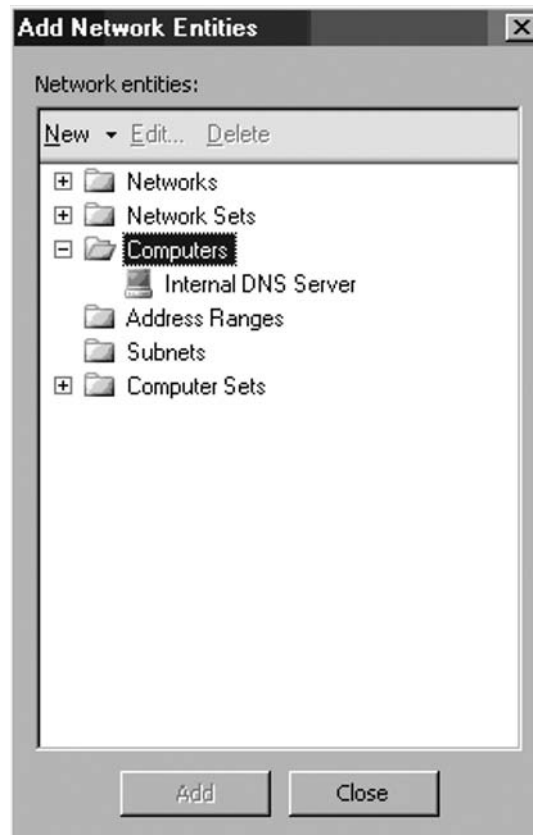 Add Network Entities
Network entities:
New Edit... Delete
Networks
Network Sets
Computers
Internal DNS Server
Address Ranges
Subnets
Computer Sets
Add Close